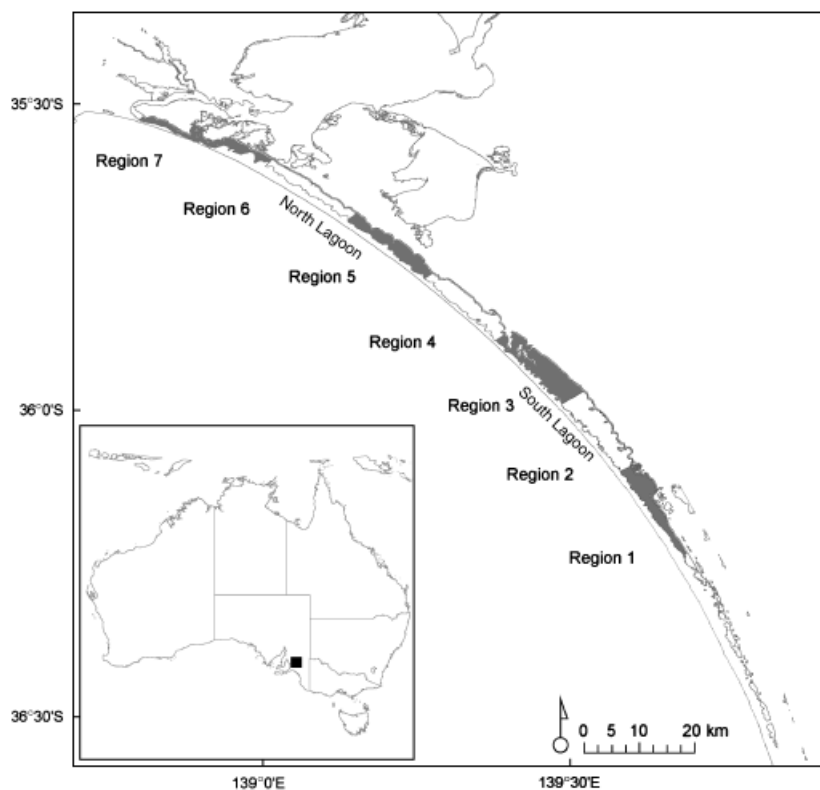 35°30'S
Region 7
Region 6
North Lagoon
Region 5
Region 4
36°0'S
Region 3
South Lagoon
Region 2
Region 1
36°30'S
0 5 10 20 km
139°0'E
139°30'E